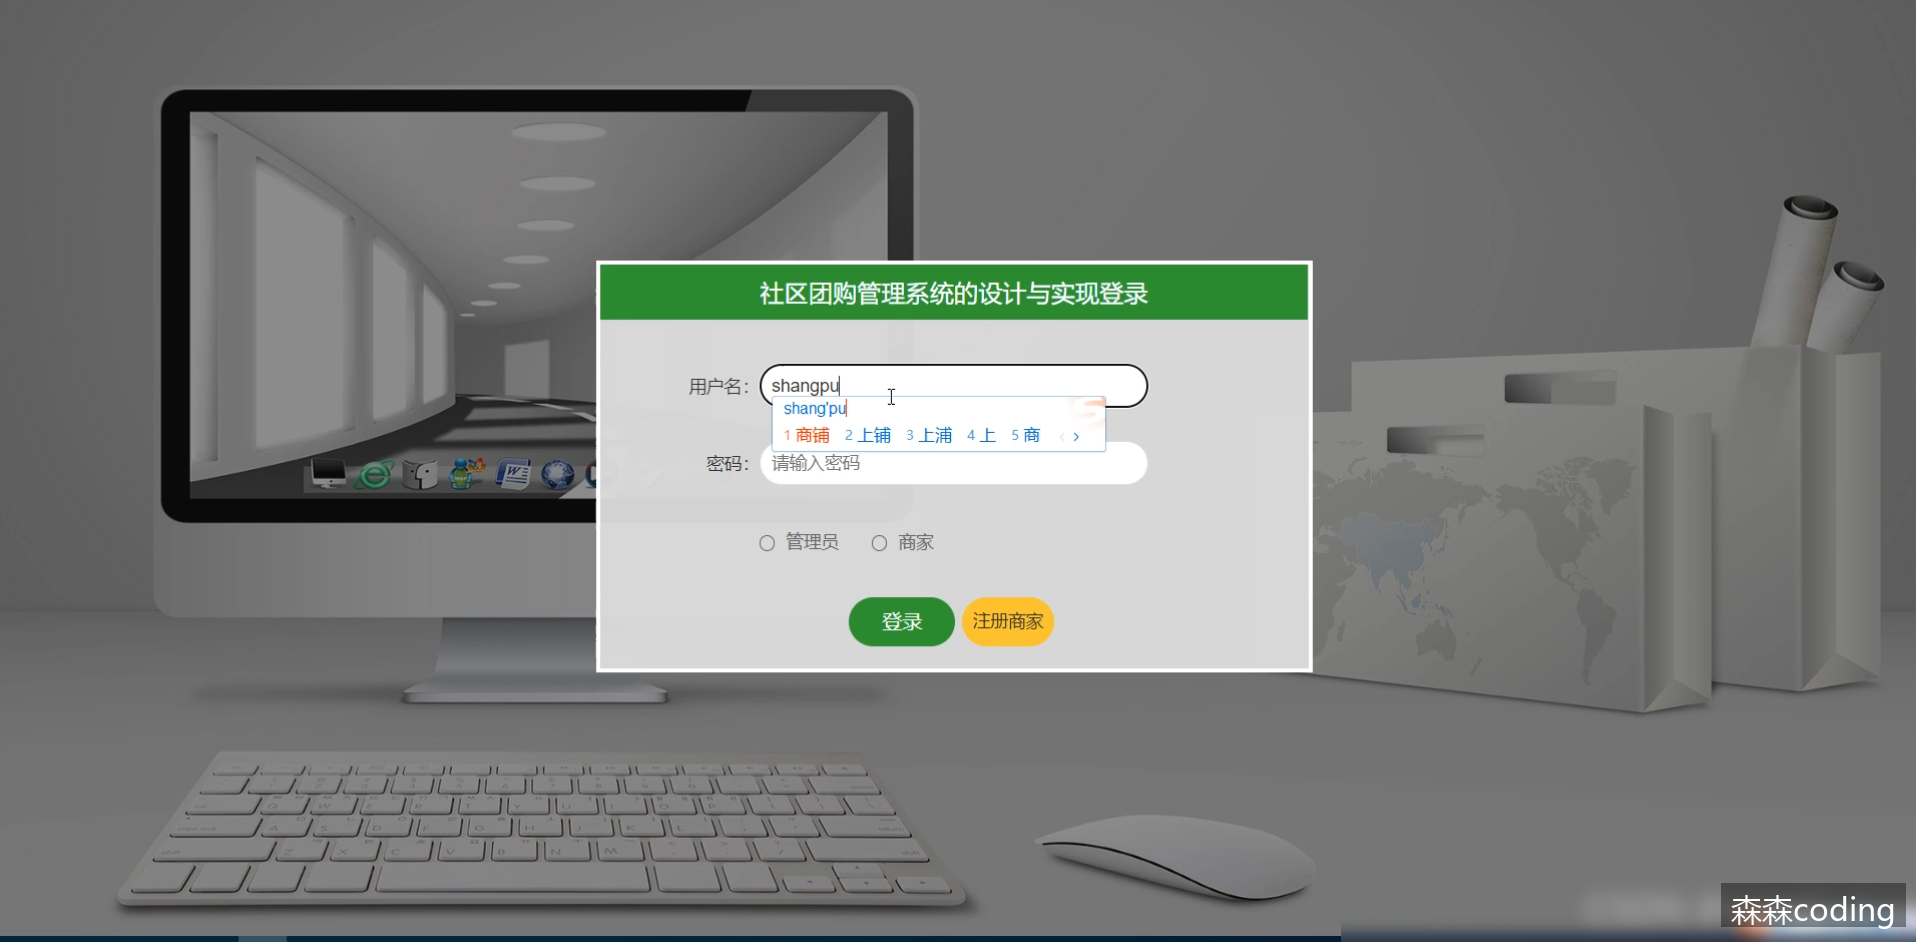 社区团购管理系统的设计与实现登录
用户名：
shangpu
shang'pu
1 商铺 2 上铺 3 上浦 4 上 5 商
密码：
请输入密码
管理员 商家
登录 注册商家
森森coding